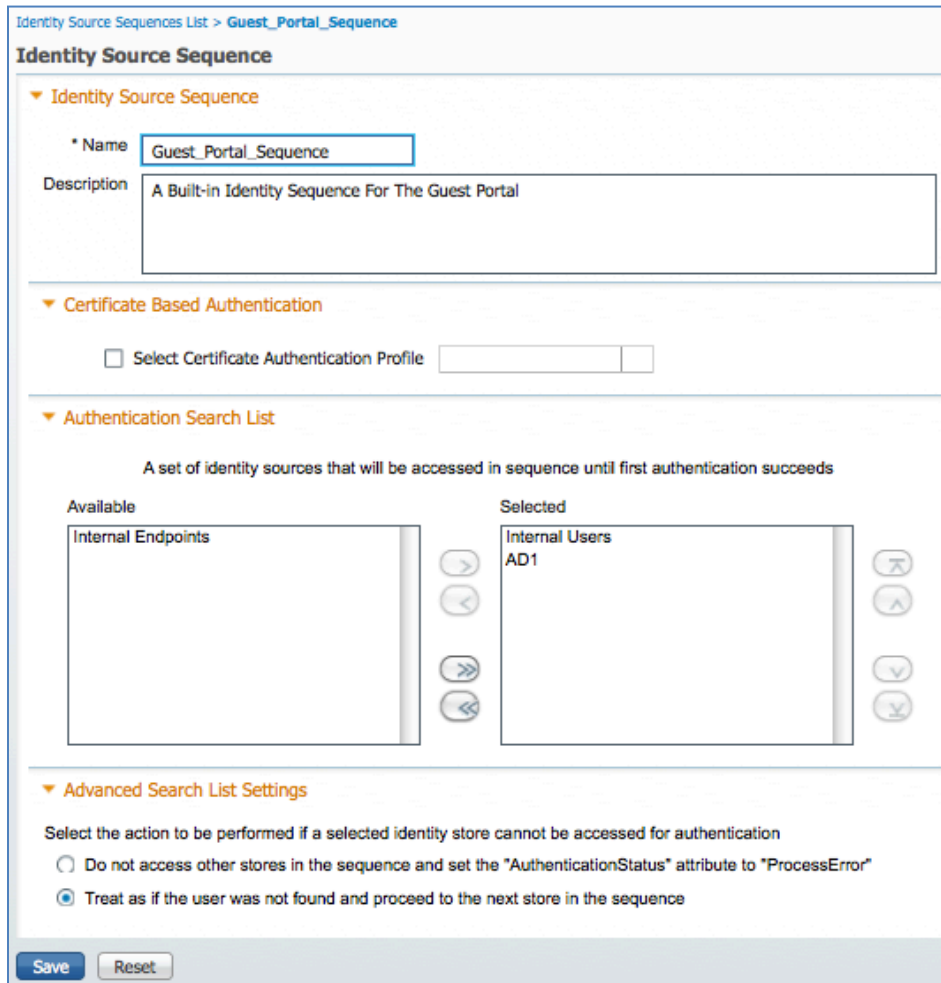 Identity Source Sequences List > Guest_Portal_Sequence
Identity Source Sequence
Identity Source Sequence
* Name Guest_Portal_Sequence
Description A Built-in Identity Sequence For The Guest Portal
Certificate Based Authentication
Select Certificate Authentication Profile
Authentication Search List
A set of identity sources that will be accessed in sequence until first authentication succeeds
Available Selected
Internal Endpoints Internal Users
AD1
Advanced Search List Settings
Select the action to be performed if a selected identity store cannot be accessed for authentication
Do not access other stores in the sequence and set the "AuthenticationStatus" attribute to "ProcessError"
Treat as if the user was not found and proceed to the next store in the sequence
Save Reset